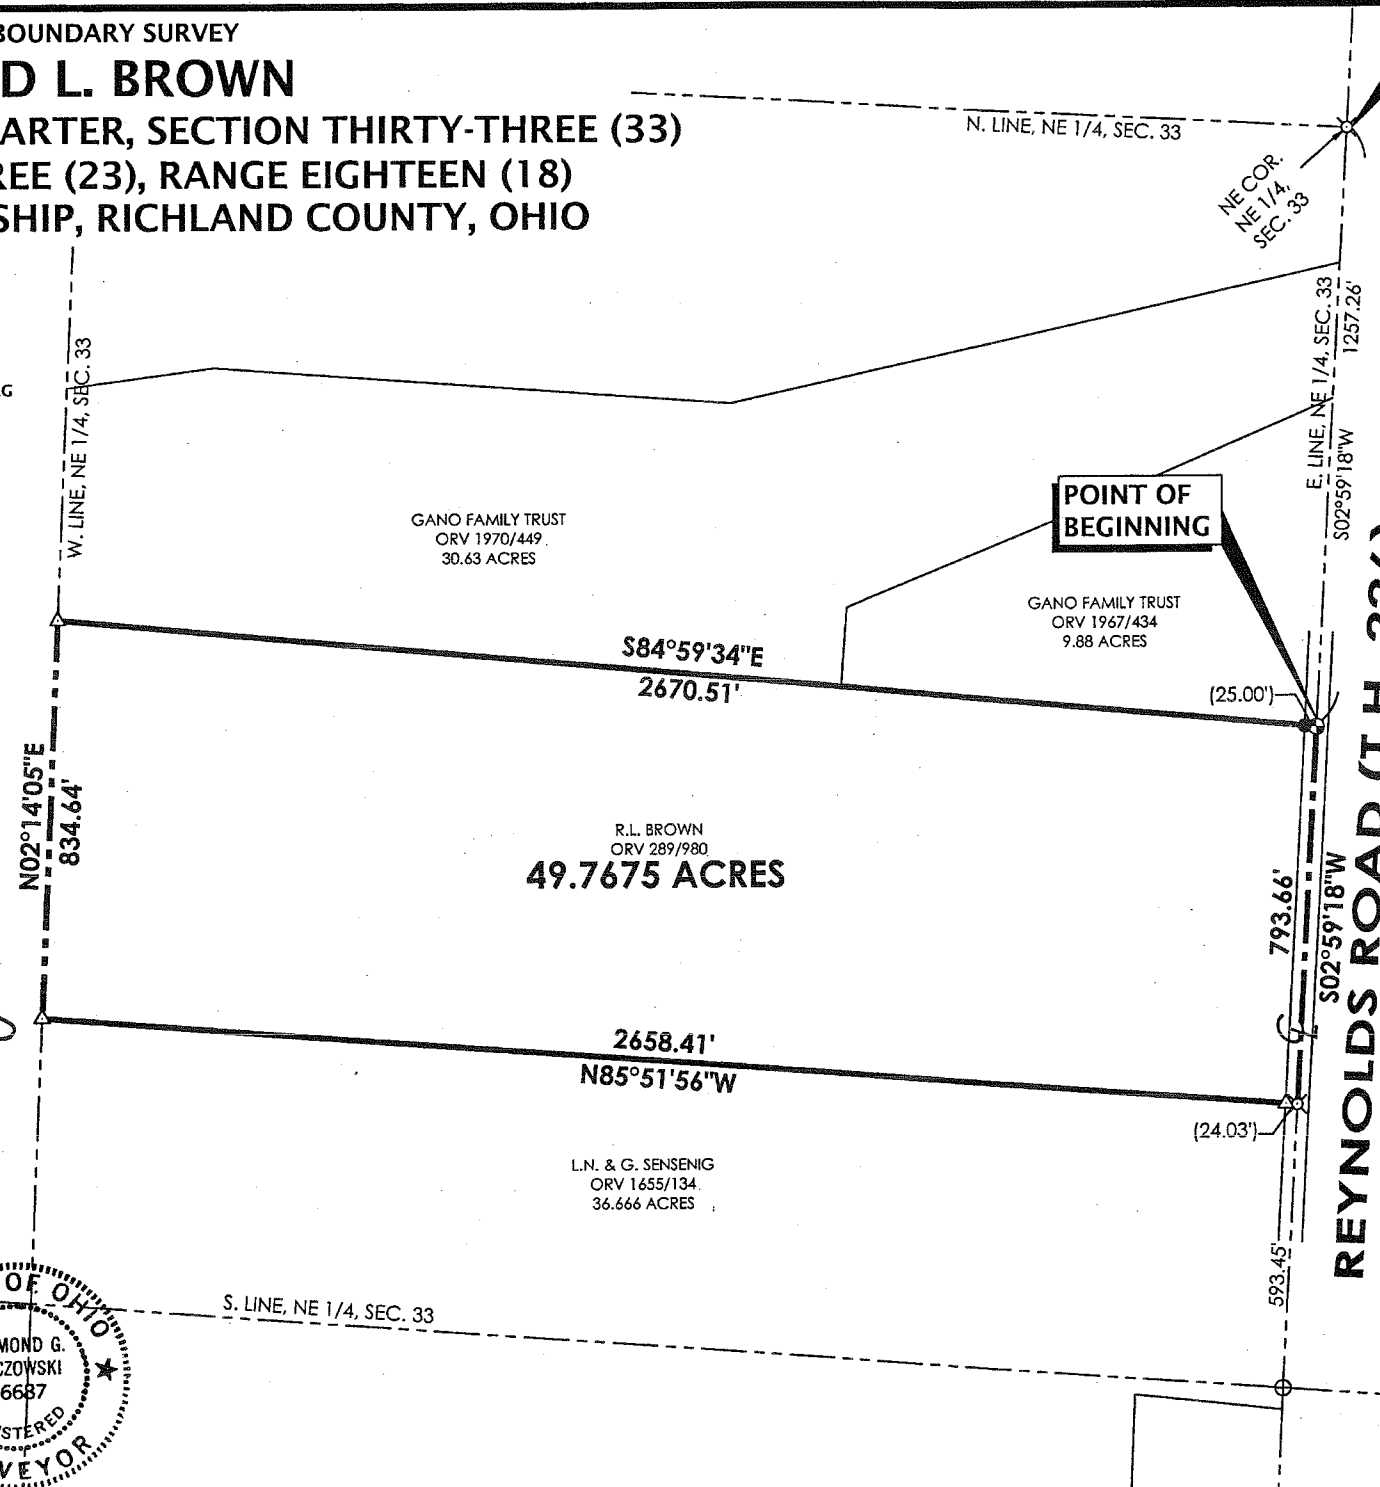 BOUNDARY SURVEY
D L. BROWN
ARTER, SECTION THIRTY-THREE (33)
REE (23), RANGE EIGHTEEN (18)
SHIP, RICHLAND COUNTY, OHIO
N. LINE, NE 1/4, SEC. 33
NE COR.
NE 1/4,
SEC. 33
W. LINE, NE 1/4, SEC. 33
E. LINE, NE 1/4, SEC. 33
1257.26'
S02°59'18"W
G
POINT OF
BEGINNING
GANO FAMILY TRUST
ORV 1970/449
30.63 ACRES
GANO FAMILY TRUST
ORV 1967/434
9.88 ACRES
S84°59'34"E
2670.51'
(25.00')
N02°14'05"E
834.64'
R.L. BROWN
ORV 289/980
49.7675 ACRES
793.66'
S02°59'18"W
REYNOLDS ROAD (T.H.
2658.41'
N85°51'56"W
(24.03')
L.N. & G. SENSENIG
ORV 1655/134
36.666 ACRES
593.45'
S. LINE, NE 1/4, SEC. 33
OF OHIO
MOND G.
CZOWSKI
6687
STERED
VEYOR